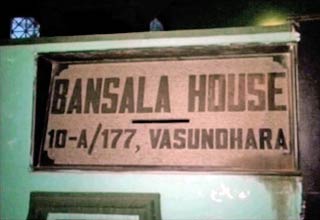 BANSALA HOUSE
10-A/177, VASUNDHARA